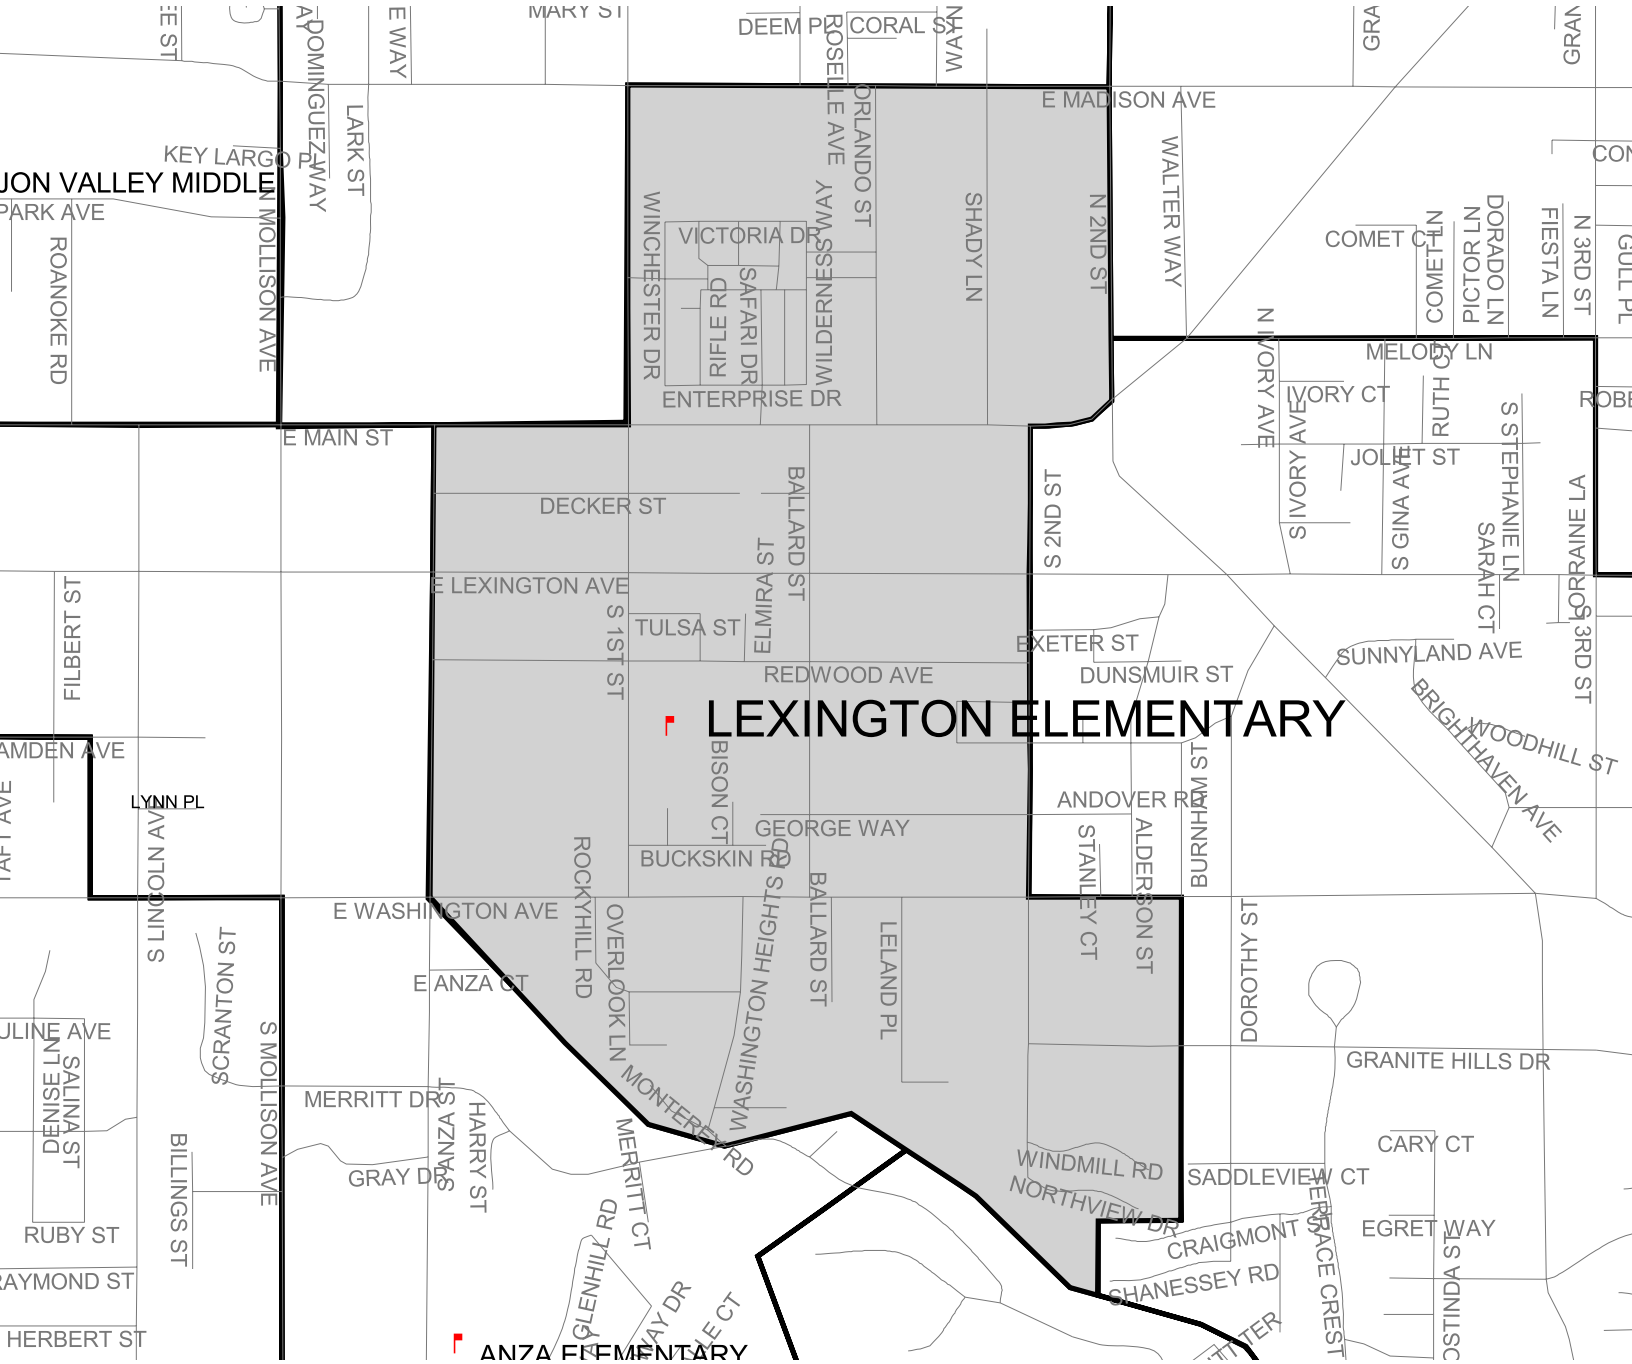 MARY ST
DEEM PL
CORAL ST
E WAY
DOMINGUEZ WAY
LARK ST
ROSELLE AVE
ORLANDO ST
E MADISON AVE
KEY LARGO PL
JON VALLEY MIDDLE
PARK AVE
ROANOKE RD
N MOLLISON AVE
WINCHESTER DR
VICTORIA DR
RIFLE RD
SAFARI DR
WILDERNESS WAY
SHADY LN
N 2ND ST
WALTER WAY
ENTERPRISE DR
COMET CT
COMET LN
PICTOR LN
DORADO LN
FIESTA LN
N 3RD ST
GULL PL
E MAIN ST
N IVORY AVE
MELODY LN
IVORY CT
RUTH CT
S IVORY AVE
JOLIET ST
S GINA AVE
S STEPHANIE LN
SARAH CT
LORRAINE LA
DECKER ST
BALLARD ST
S 2ND ST
E LEXINGTON AVE
ELMIRA ST
S 1ST ST
TULSA ST
FILBERT ST
EXETER ST
REDWOOD AVE
DUNSMUIR ST
SUNNYLAND AVE
S 3RD ST
LEXINGTON ELEMENTARY
BRIGHTHAVEN AVE
WOODHILL ST
AMDEN AVE
BISON CT
LYNN PL
S LINCOLN AVE
TAFT AVE
ANDOVER RD
BURNHAM ST
GEORGE WAY
STANLEY CT
ALDERSON ST
BUCKSKIN RD
ROCKYHILL RD
E WASHINGTON AVE
OVERLOOK LN
WASHINGTON HEIGHTS RD
BALLARD ST
LELAND PL
DOROTHY ST
E ANZA CT
SCRANTON ST
S MOLLISON AVE
ULINE AVE
DENISE LN
SALINA ST
GRANITE HILLS DR
MERRITT DR
S ANZA ST
HARRY ST
MONTEREY RD
MERRITT CT
BILLINGS ST
GRAY DR
WINDMILL RD
NORTHVIEW DR
SADDLEVIEW CT
CARY CT
TERRACE CREST
EGRET WAY
CRAIGMONT ST
RUBY ST
GLENHILL RD
SHANESSEY RD
RAYMOND ST
HERBERT ST
ANZA ELEMENTARY